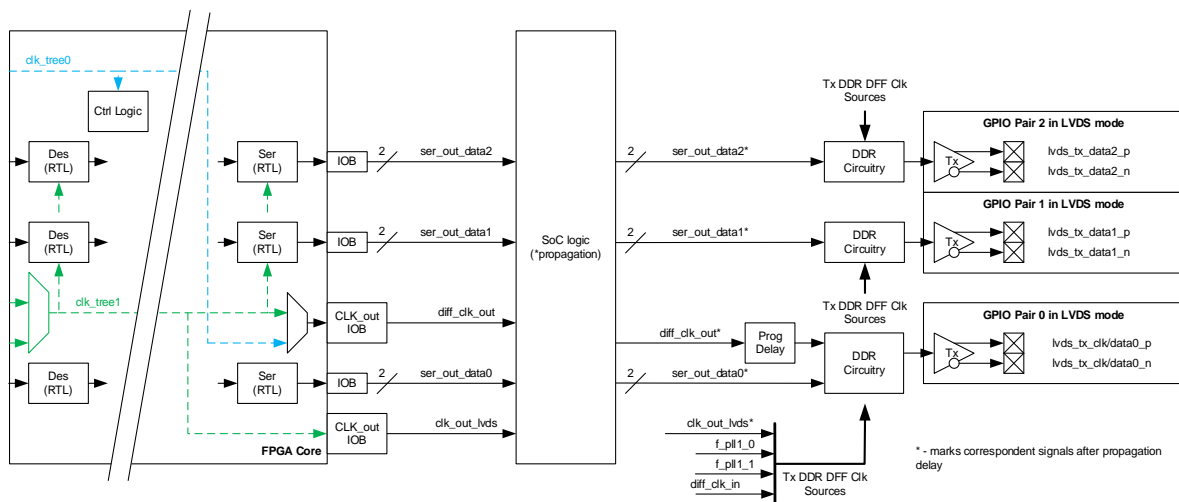 clk_tree0
Ctrl Logic
Tx DDR DFF Clk
Sources
GPIO Pair 2 in LVDS mode
Des
(RTL)
Ser
(RTL)
IOB
2
ser_out_data2
2
ser_out_data2*
DDR
Circuitry
Tx
lvds_tx_data2_p
lvds_tx_data2_n
GPIO Pair 1 in LVDS mode
Des
(RTL)
Ser
(RTL)
IOB
2
ser_out_data1
SoC logic
(*propagation)
2
ser_out_data1*
DDR
Circuitry
Tx
lvds_tx_data1_p
lvds_tx_data1_n
clk_tree1
CLK_out
IOB
diff_clk_out
Tx DDR DFF Clk
Sources
GPIO Pair 0 in LVDS mode
diff_clk_out*
Prog
Delay
DDR
Circuitry
Tx
lvds_tx_clk/data0_p
lvds_tx_clk/data0_n
Des
(RTL)
Ser
(RTL)
IOB
2
ser_out_data0
2
ser_out_data0*
CLK_out
IOB
clk_out_lvds
FPGA Core
clk_out_lvds*
f_pll1_0
f_pll1_1
diff_clk_in
Tx DDR DFF Clk
Sources
* - marks correspondent signals after propagation
delay